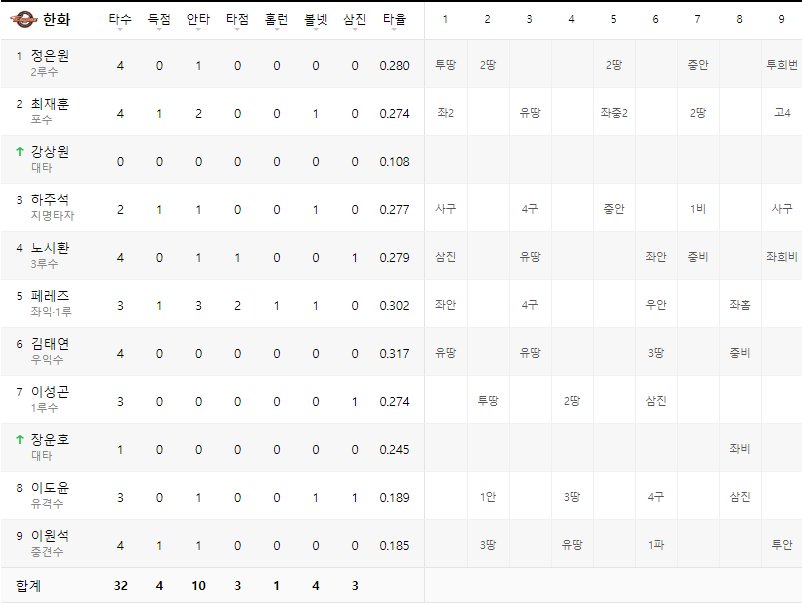 한화 타수 득점 안타 타점 홈런 볼넷 삼진 타율 1 2 3 4 5 6 7 8 9
1 정은원 4 0 1 0 0 0 0 0.280 투땅 2땅 2땅 중안 투희번
2루수
2 최재훈 4 1 2 0 0 1 0 0.274 좌2 유땅 좌중2 2땅 고4
포수
강상원 0 0 0 0 0 0 0 0.108
대타
3 하주석 2 1 1 0 0 1 0 0.277 사구 4구 중안 1비 사구
지명타자
4 노시환 4 0 1 1 0 0 1 0.279 삼진 유땅 좌안 중비 좌희비
3루수
5 페레즈 3 1 3 2 1 1 0 0.302 좌안 4구 우안 좌홈
좌익·1루
6 김태연 4 0 0 0 0 0 0 0.317 유땅 유땅 3땅 중비
우익수
7 이성곤 3 0 0 0 0 0 1 0.274 투땅 2땅 삼진
1루수
장운호 1 0 0 0 0 0 0 0.245 좌비
대타
8 이도윤 3 0 1 0 0 1 1 0.189 1안 3땅 4구 삼진
유격수
9 이원석 4 1 1 0 0 0 0 0.185 3땅 유땅 1파 투안
중견수
합계 32 4 10 3 1 4 3